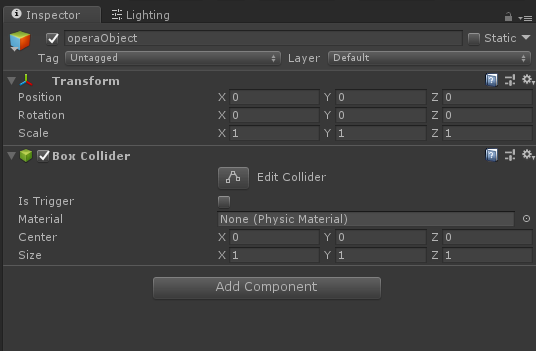 Inspector Lighting
operaObject Static
Tag Untagged Layer Default
Transform
Position X 0 Y 0 Z 0
Rotation X 0 Y 0 Z 0
Scale X 1 Y 1 Z 1
Box Collider
Edit Collider
Is Trigger
Material None (Physic Material)
Center X 0 Y 0 Z 0
Size X 1 Y 1 Z 1
Add Component